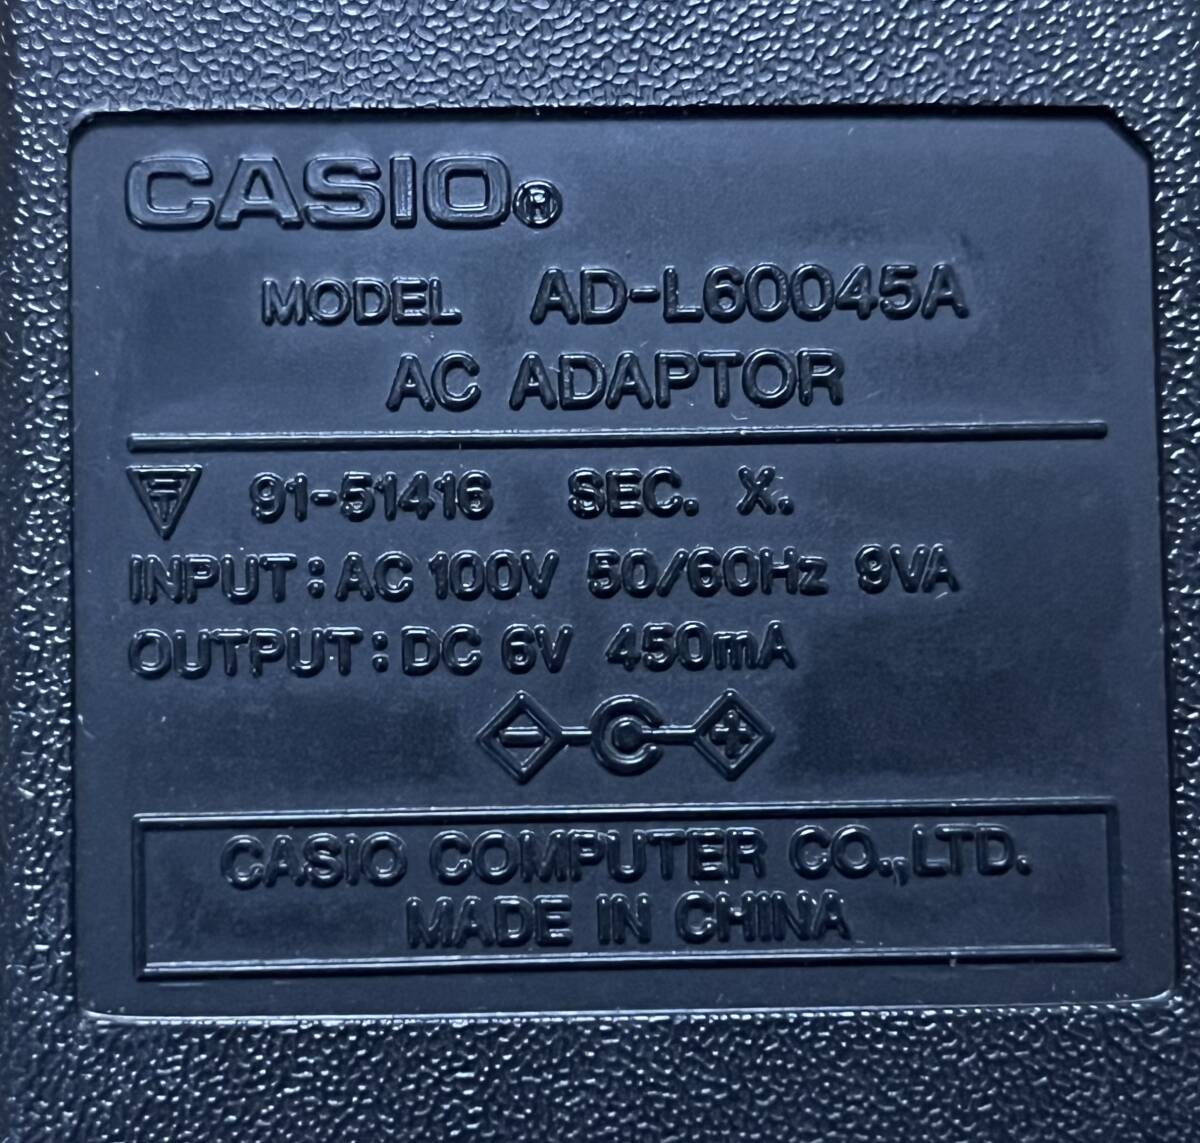 CASIO®
MODEL AD-L60045A
AC ADAPTOR
T 91-51416 SEC. X.
INPUT:AC 100V 50/60Hz 9VA
OUTPUT:DC 6V 450mA
CASIO COMPUTER CO.,LTD.
MADE IN CHINA